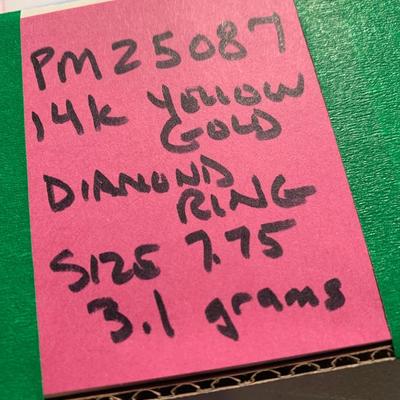 PM25087
14K YELLOW
GOLD
DIAMOND
RING
SIZE 7.75
3.1 grams